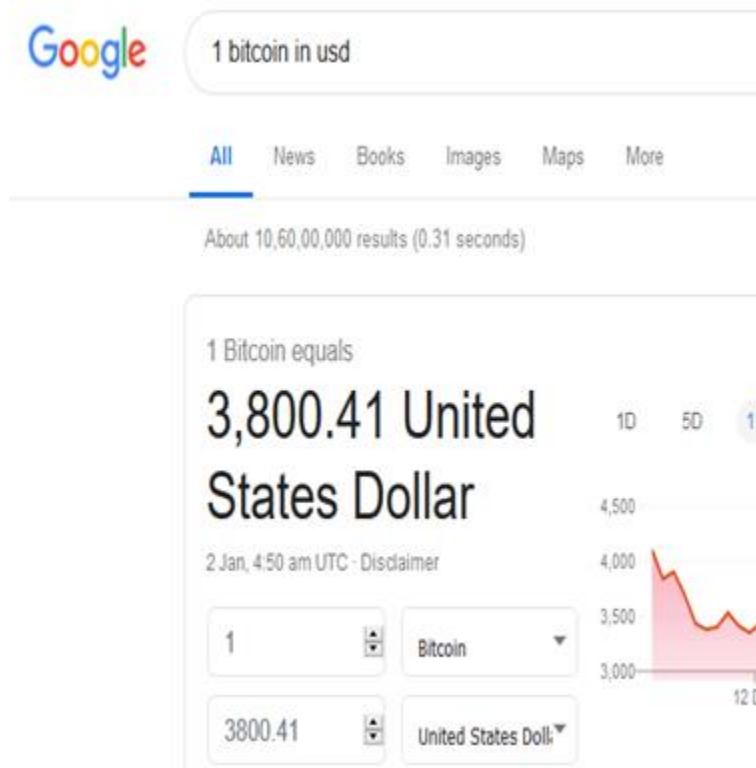 Google
1 bitcoin in usd
All News Books Images Maps More
About 10,60,00,000 results (0.31 seconds)
1 Bitcoin equals
3,800.41 United
States Dollar
2 Jan, 4:50 am UTC · Disclaimer
1 Bitcoin
3800.41 United States Doll
1D 5D 1
4,500
4,000
3,500
3,000
12